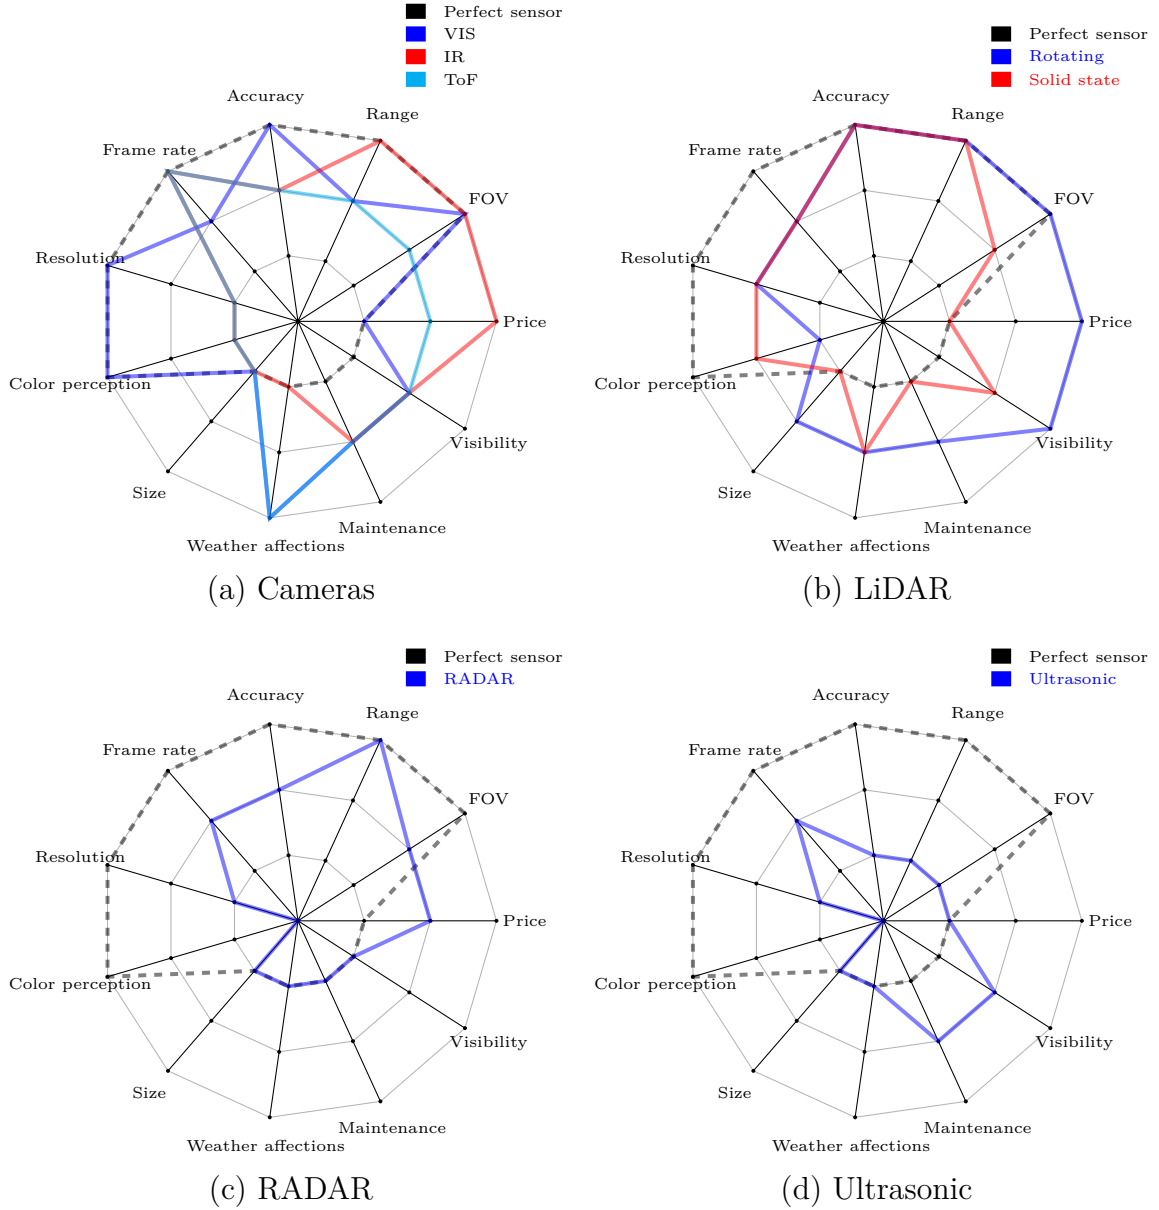 Perfect sensor
VIS
IR
ToF
Accuracy
Range
Frame rate
FOV
Resolution
Price
Color perception
Visibility
Size
Maintenance
Weather affections
(a) Cameras
Perfect sensor
Rotating
Solid state
Accuracy
Range
Frame rate
FOV
Resolution
Price
Color perception
Visibility
Size
Maintenance
Weather affections
(b) LiDAR
Perfect sensor
RADAR
Accuracy
Range
Frame rate
FOV
Resolution
Price
Color perception
Visibility
Size
Maintenance
Weather affections
(c) RADAR
Perfect sensor
Ultrasonic
Accuracy
Range
Frame rate
FOV
Resolution
Price
Color perception
Visibility
Size
Maintenance
Weather affections
(d) Ultrasonic